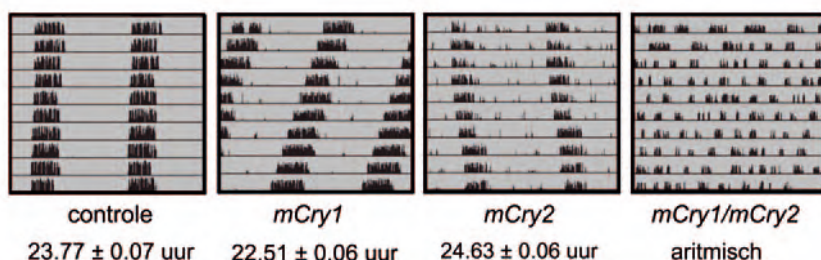 controle mCry1 mCry2 mCry1/mCry2
23.77 ± 0.07 uur 22.51 ± 0.06 uur 24.63 ± 0.06 uur aritmisch